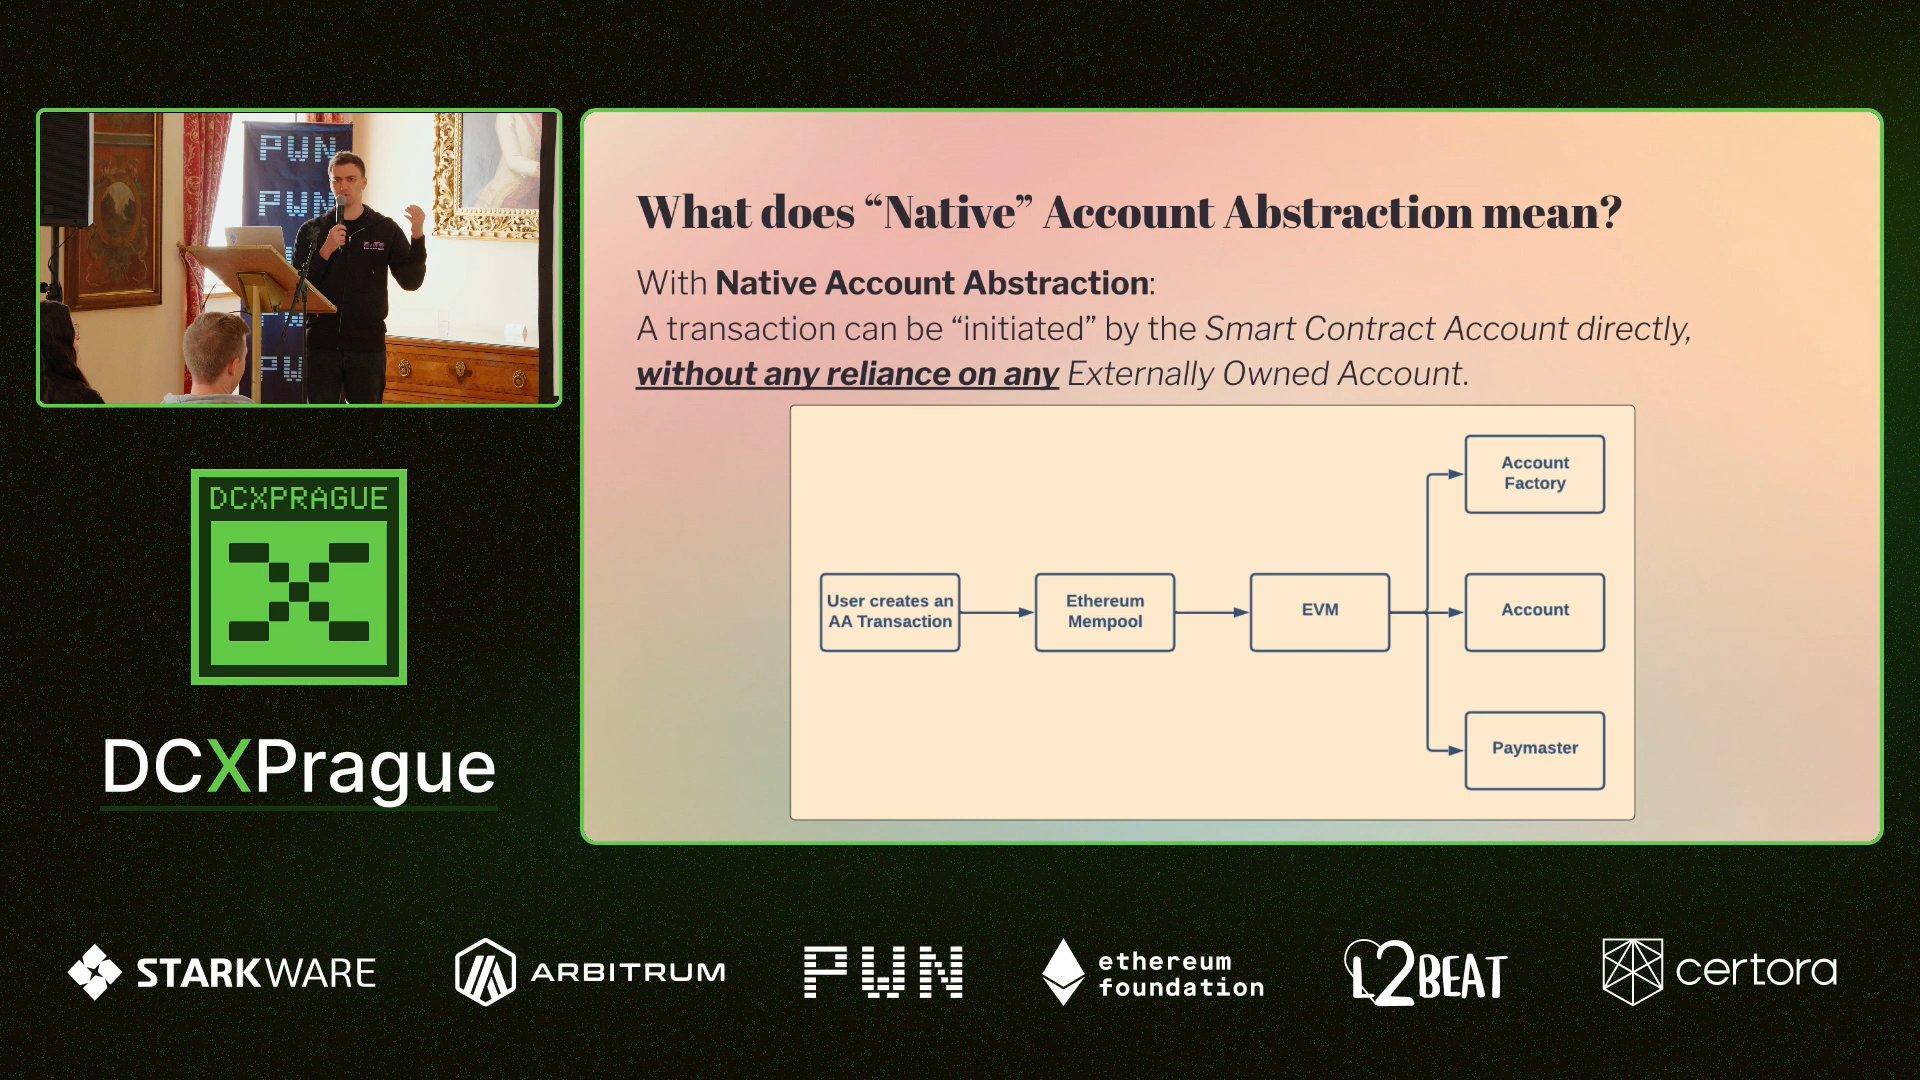 PWN
PWN
What does “Native” Account Abstraction mean?
With Native Account Abstraction:
A transaction can be “initiated” by the Smart Contract Account directly,
without any reliance on any Externally Owned Account.
User creates an
AA Transaction
Ethereum
Mempool
EVM
Account
Factory
Account
Paymaster
DCXPRAGUE
DCXPrague
STARKWARE
ARBITRUM
PWN
ethereum
foundation
L2BEAT
certora